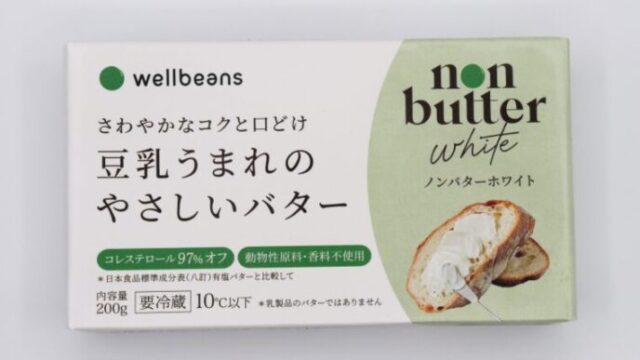 wellbeans
さわやかなコクと口どけ
豆乳うまれの
やさしいバター
コレステロール97%オフ
動物性原料・香料不使用
*日本食品標準成分表(八訂)有塩バターと比較して
内容量
200g
要冷蔵 10℃以下 *乳製品のバターではありません
non
butter
white
ノンバターホワイト